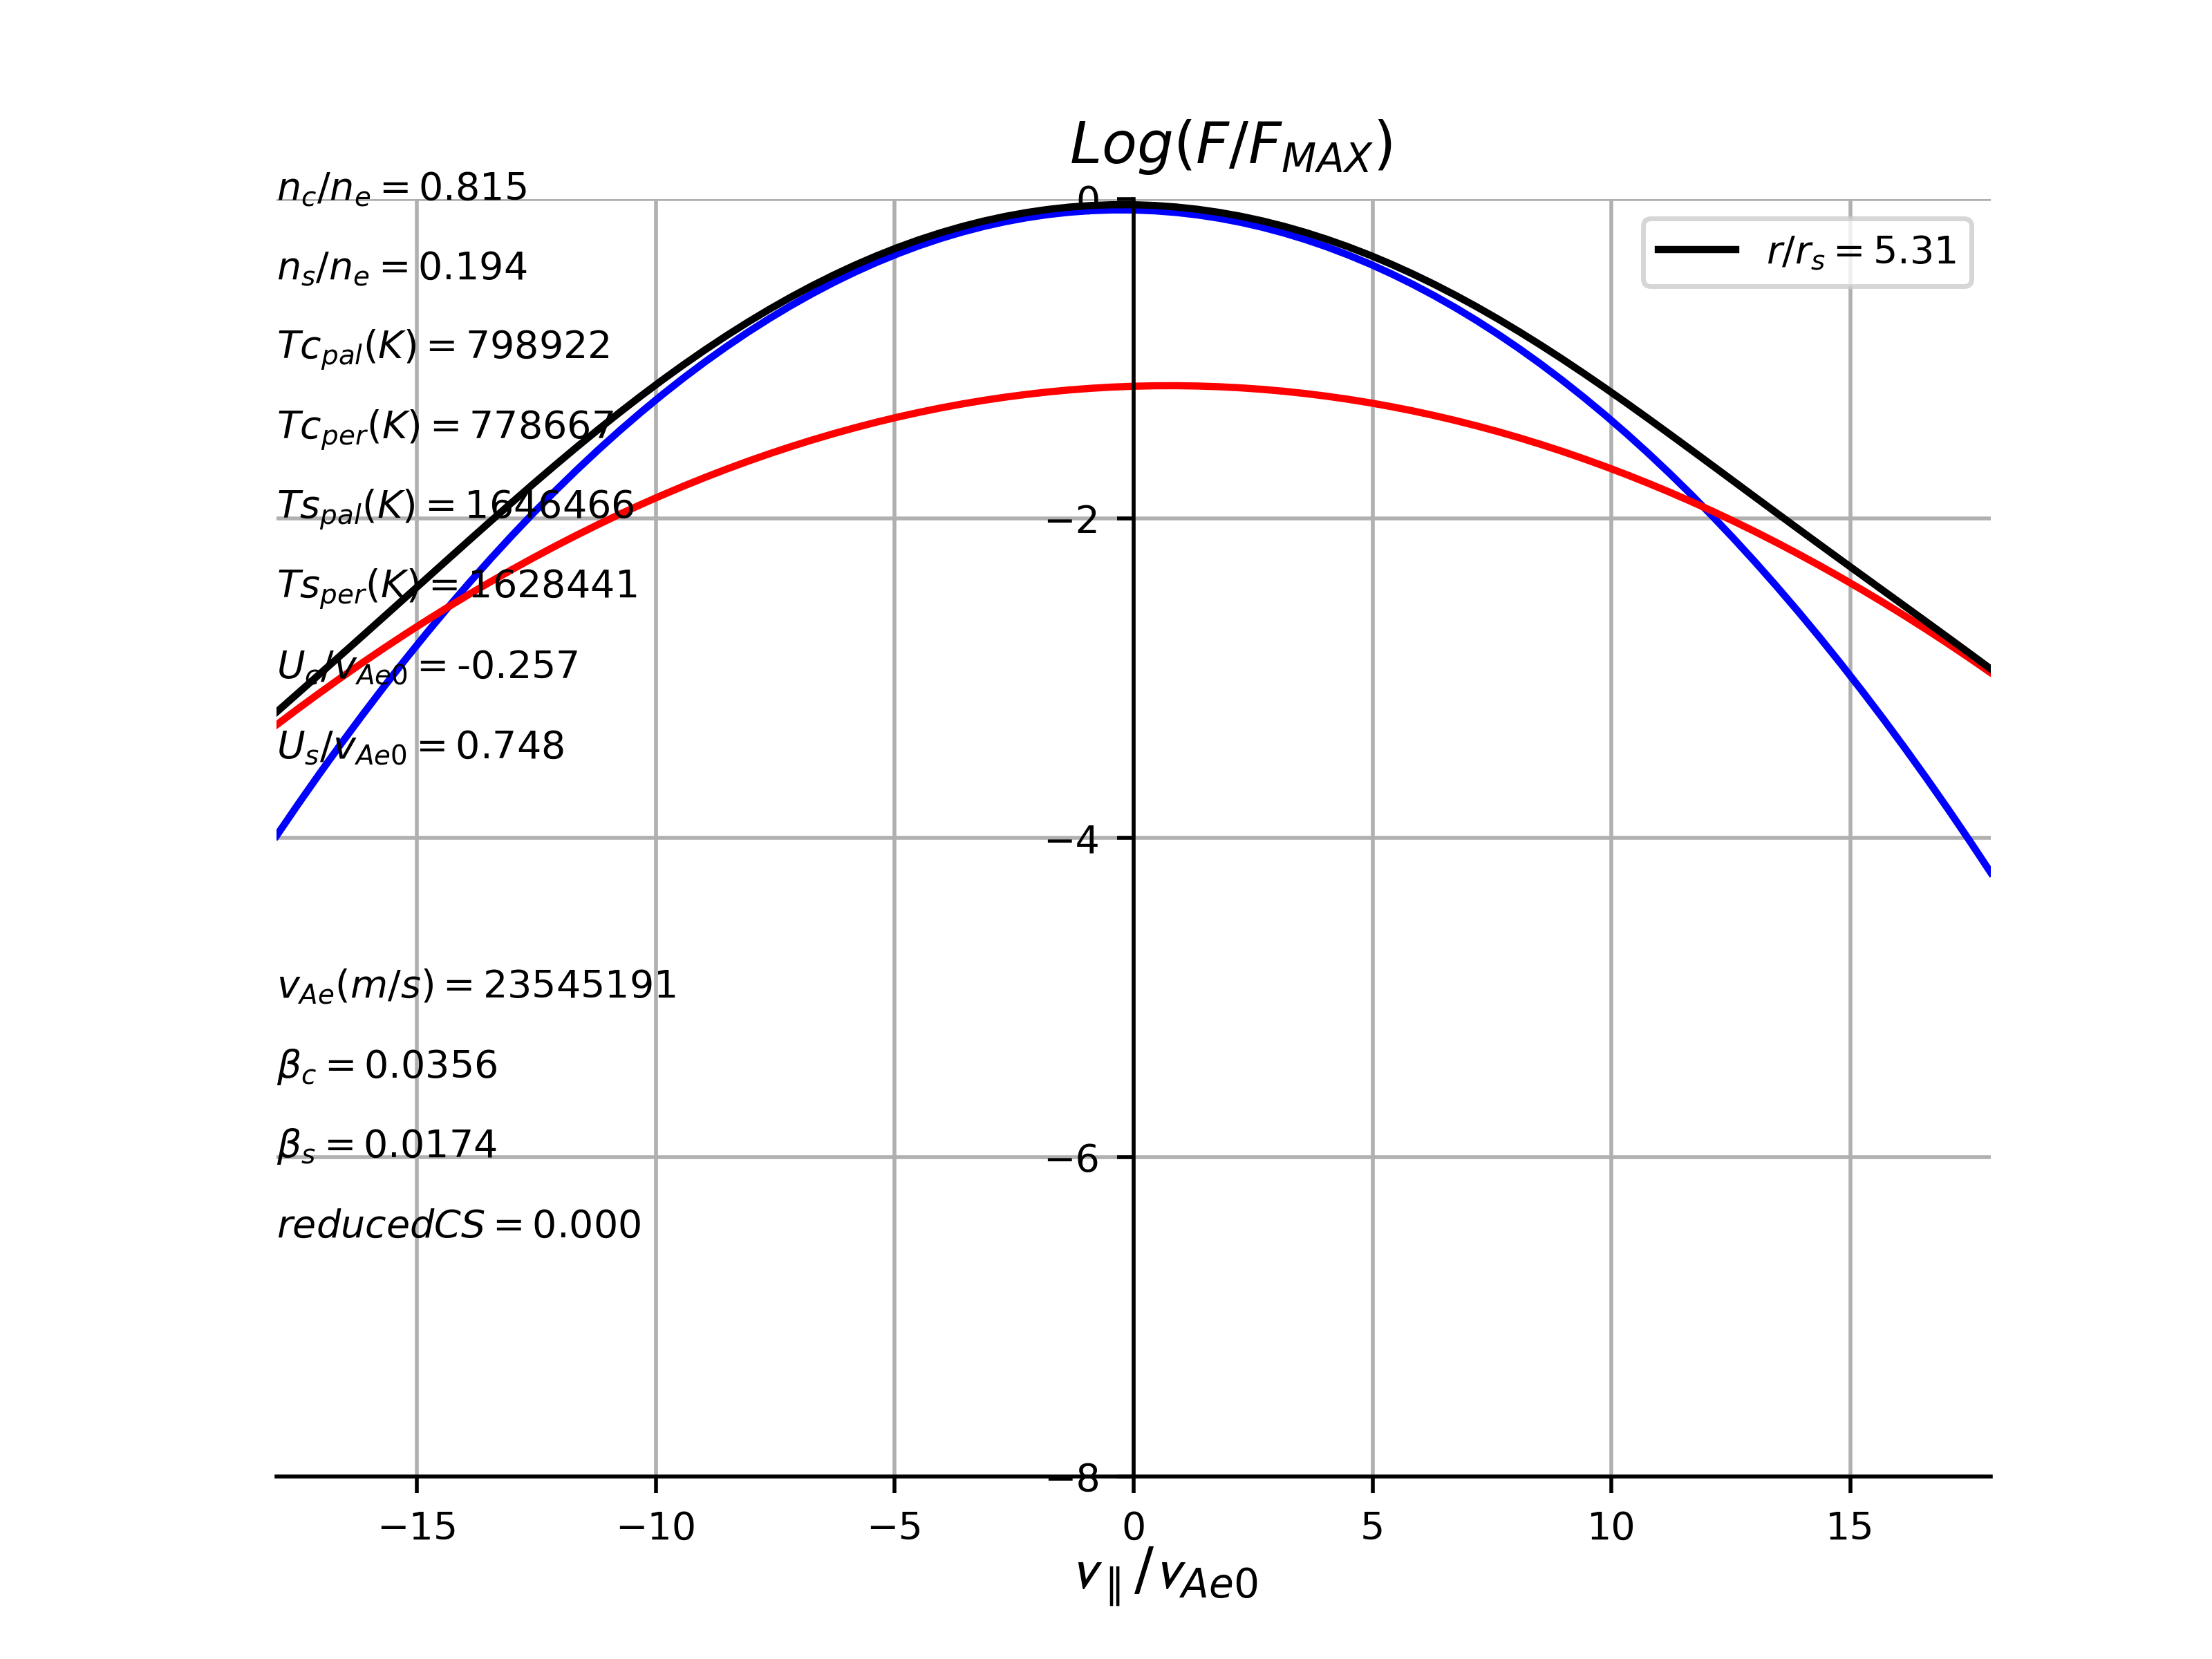 Log(F/F_MAX)
n_c/n_e = 0.815
n_s/n_e = 0.194
Tc_pal(K) = 798922
Tc_per(K) = 778667
Ts_pal(K) = 1646466
Ts_per(K) = 1628441
U_c/v_Ae0 = -0.257
U_s/v_Ae0 = 0.748
v_Ae(m/s) = 23545191
β_c = 0.0356
β_s = 0.0174
reducedCS = 0.000
r/r_s = 5.31
0
−2
−4
−6
−8
−15 −10 −5 0 5 10 15
v_∥/v_Ae0